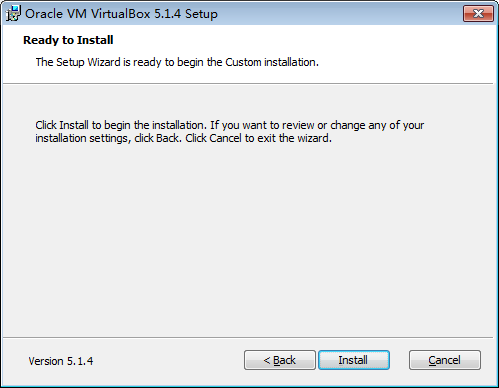 Oracle VM VirtualBox 5.1.4 Setup
Ready to Install
The Setup Wizard is ready to begin the Custom installation.
Click Install to begin the installation. If you want to review or change any of your
installation settings, click Back. Click Cancel to exit the wizard.
Version 5.1.4
< Back
Install
Cancel